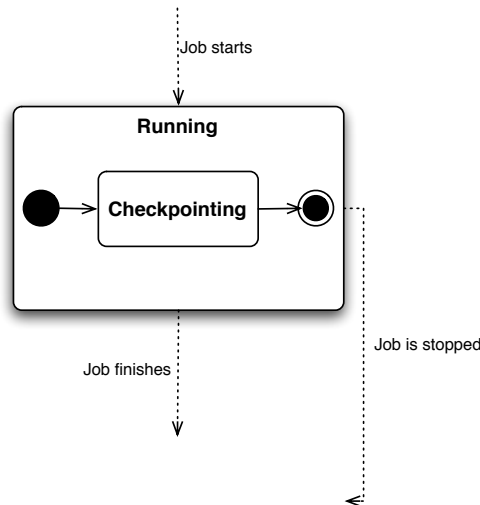 Job starts
Running
Checkpointing
Job is stopped
Job finishes